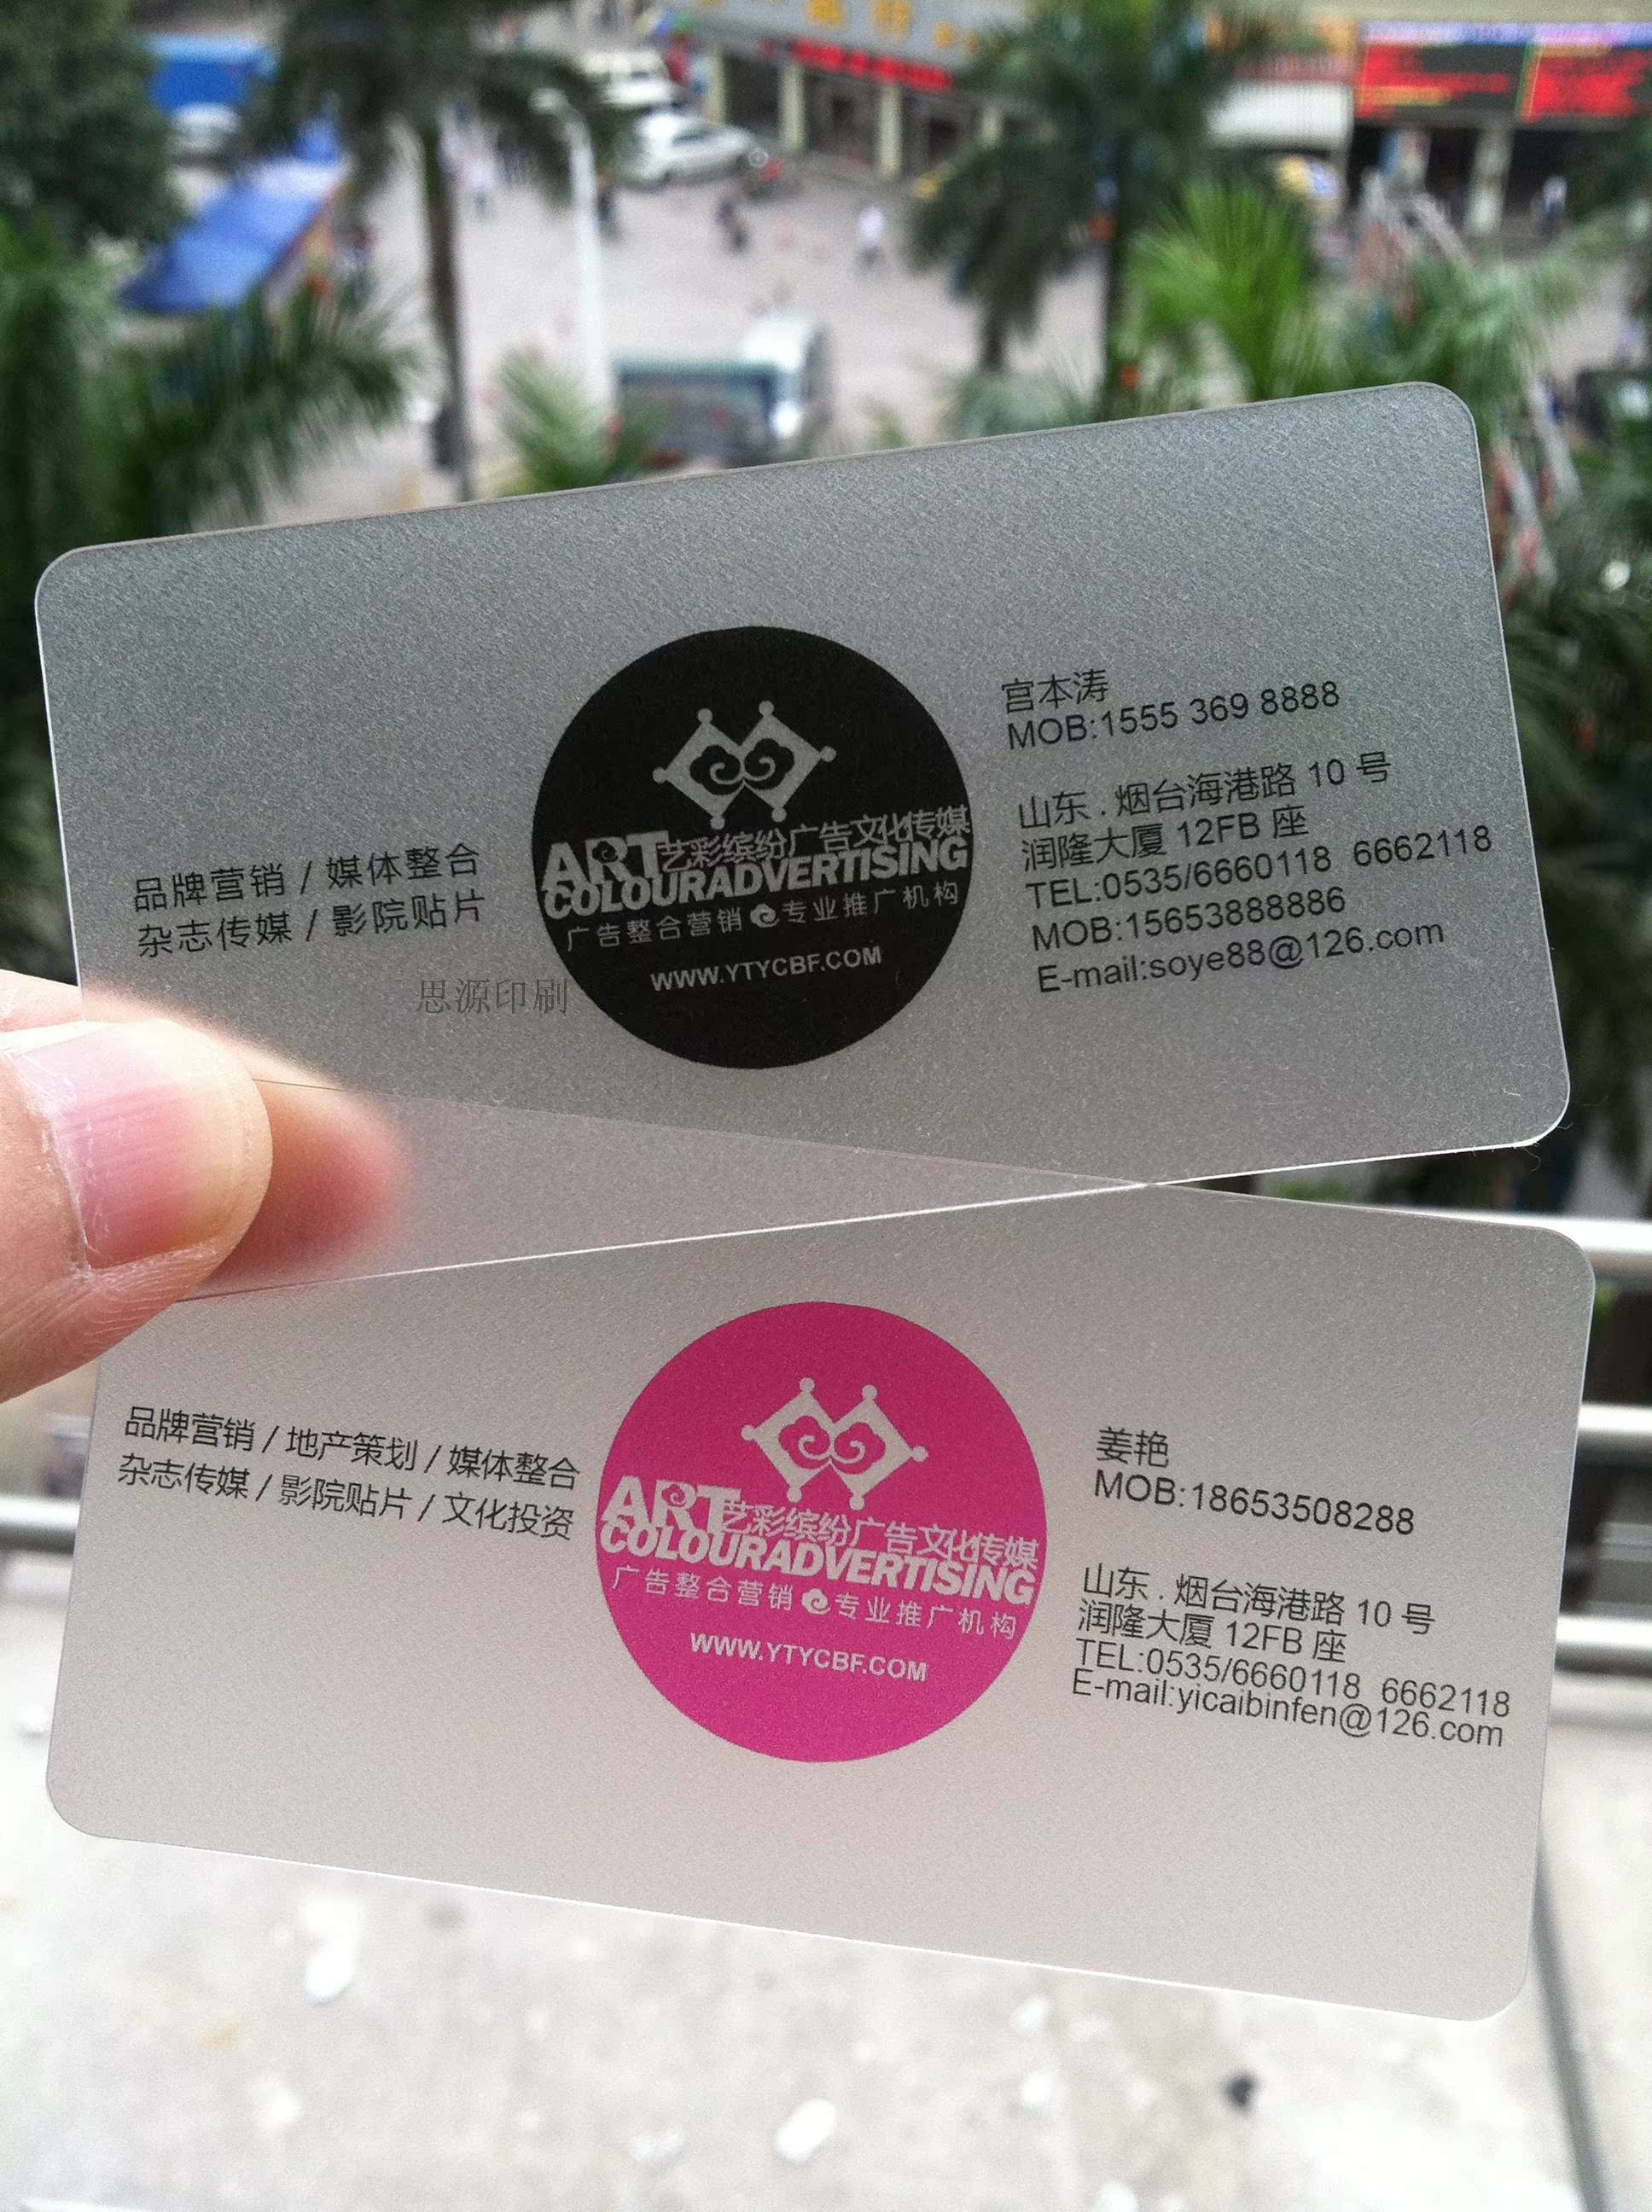 品牌营销 / 媒体整合
杂志传媒 / 影院贴片
ART艺彩缤纷广告文化传媒
COLOURADVERTISING
广告整合营销 专业推广机构
WWW.YTYCBF.COM
宫本涛
MOB:1555 369 8888
山东 . 烟台海港路 10 号
润隆大厦 12FB 座
TEL:0535/6660118 6662118
MOB:15653888886
E-mail:soye88@126.com
思源印刷
品牌营销 / 地产策划 / 媒体整合
杂志传媒 / 影院贴片 / 文化投资
ART艺彩缤纷广告文化传媒
COLOURADVERTISING
广告整合营销 专业推广机构
WWW.YTYCBF.COM
姜艳
MOB:18653508288
山东 . 烟台海港路 10 号
润隆大厦 12FB 座
TEL:0535/6660118 6662118
E-mail:yicaibinfen@126.com